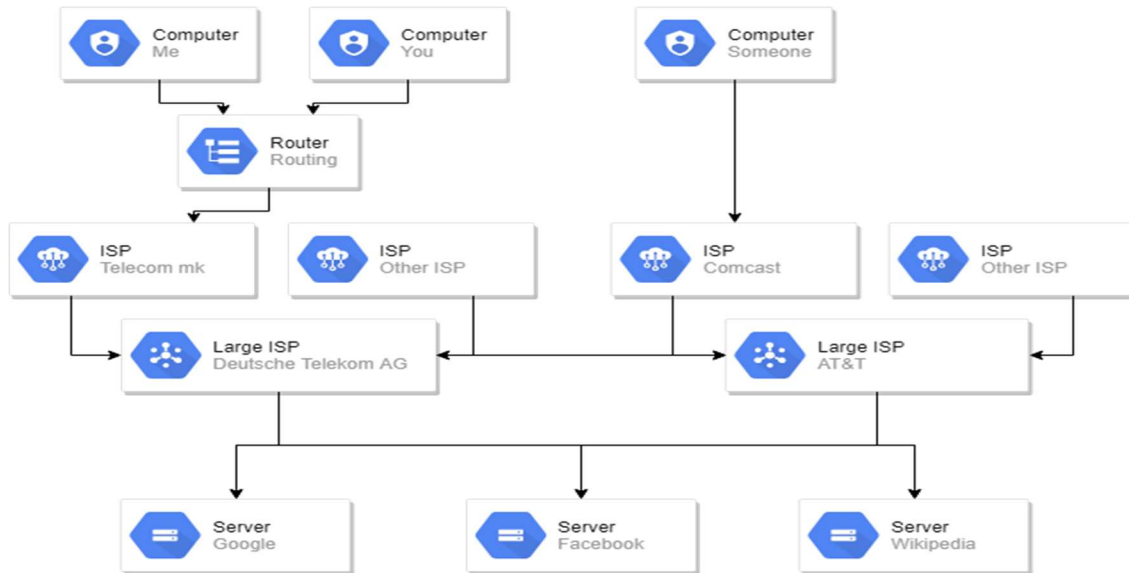 Computer
Me
Computer
You
Computer
Someone
Router
Routing
ISP
Telecom mk
ISP
Other ISP
ISP
Comcast
ISP
Other ISP
Large ISP
Deutsche Telekom AG
Large ISP
AT&T
Server
Google
Server
Facebook
Server
Wikipedia